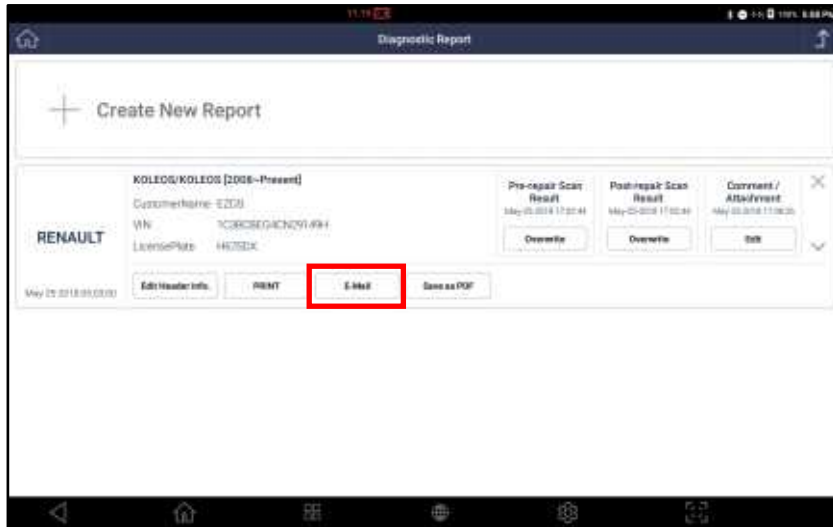 Diagnostic Report
Create New Report
KOLEOS/KOLEOS [2008~Present]
CustomerName EZDS
VIN
LicensePlate
RENAULT
Pre-repair Scan
Result
Overwrite
Post-repair Scan
Result
Overwrite
Comment /
Attachment
Edit
Edit Header Info.
PRINT
E-Mail
Save as PDF